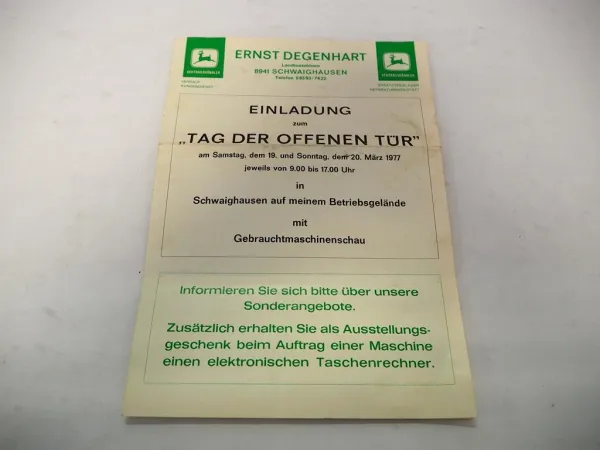 ERNST DEGENHART
Landmaschinen
8941 SCHWAIGHAUSEN
Telefon
EINLADUNG
zum
„TAG DER OFFENEN TÜR"
am Samstag, dem 19. und Sonntag, dem 20. März 1977
jeweils von 9.00 bis 17.00 Uhr
in
Schwaighausen auf meinem Betriebsgelände
mit
Gebrauchtmaschinenschau
Informieren Sie sich bitte über unsere
Sonderangebote.
Zusätzlich erhalten Sie als Ausstellungs-
geschenk beim Auftrag einer Maschine
einen elektronischen Taschenrechner.